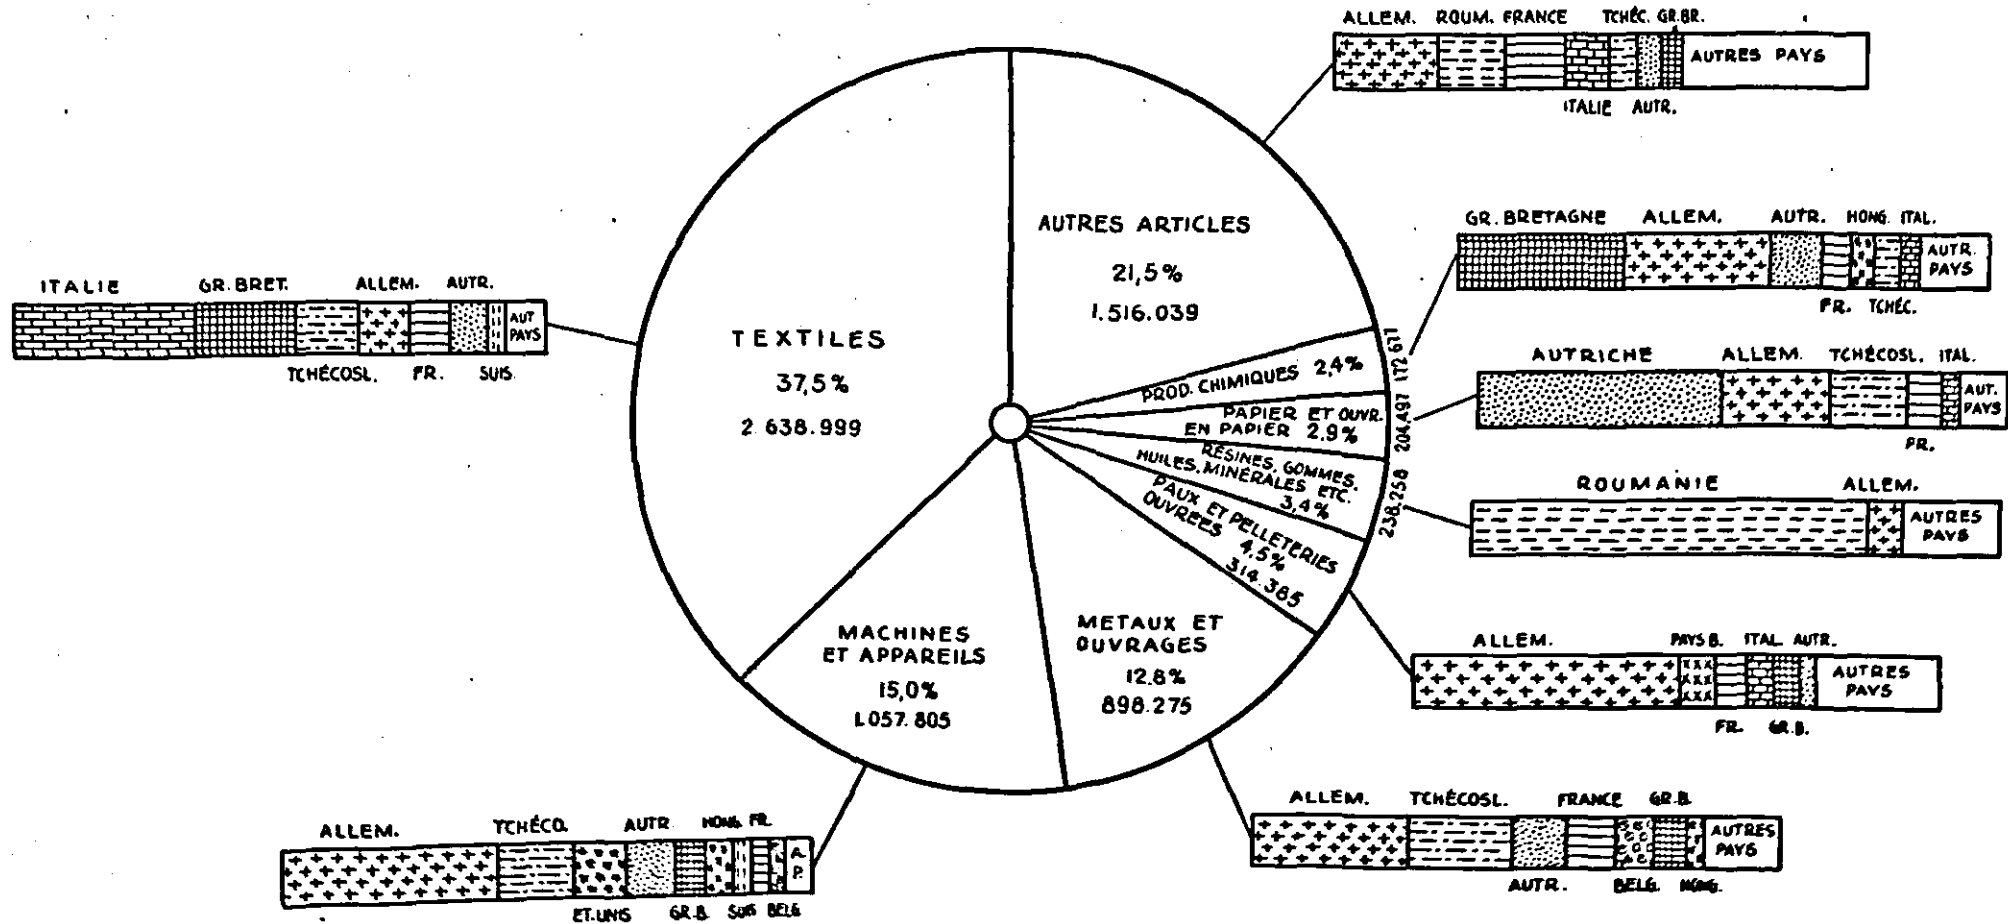 ALLEM. ROUM. FRANCE TCHÉC. GR.BR.
AUTRES PAYS
ITALIE AUTR.
AUTRES ARTICLES
21,5%
1.516.039
GR. BRETAGNE ALLEM. AUTR. HONG. ITAL.
AUTR.
PAYS
FR. TCHÉC.
PROD. CHIMIQUES 2,4%
172.677
AUTRICHE ALLEM. TCHÉCOSL. ITAL.
AUT.
PAYS
FR.
PAPIER ET OUVR.
EN PAPIER 2,9%
204.497
ROUMANIE ALLEM.
AUTRES
PAYS
RÉSINES, GOMMES,
HUILES, MINÉRALES ETC.
3,4%
238.258
PAUX ET PELLETERIES
OUVRÉES 4,5%
314.385
ALLEM. PAYS B. ITAL. AUTR.
AUTRES
PAYS
FR. GR.B.
METAUX ET
OUVRAGES
12.8%
898.275
ALLEM. TCHÉCOSL. FRANCE GR.B.
AUTRES
PAYS
AUTR. BELG. HONG.
MACHINES
ET APPAREILS
15,0%
1.057.805
ALLEM. TCHÉCO. AUTR. HONG. FR.
A.
P.
ET.UNIS GR.B. SUIS BELG
TEXTILES
37,5%
2.638.999
ITALIE GR.BRET. ALLEM. AUTR.
AUT
PAYS
TCHÉCOSL. FR. SUIS.